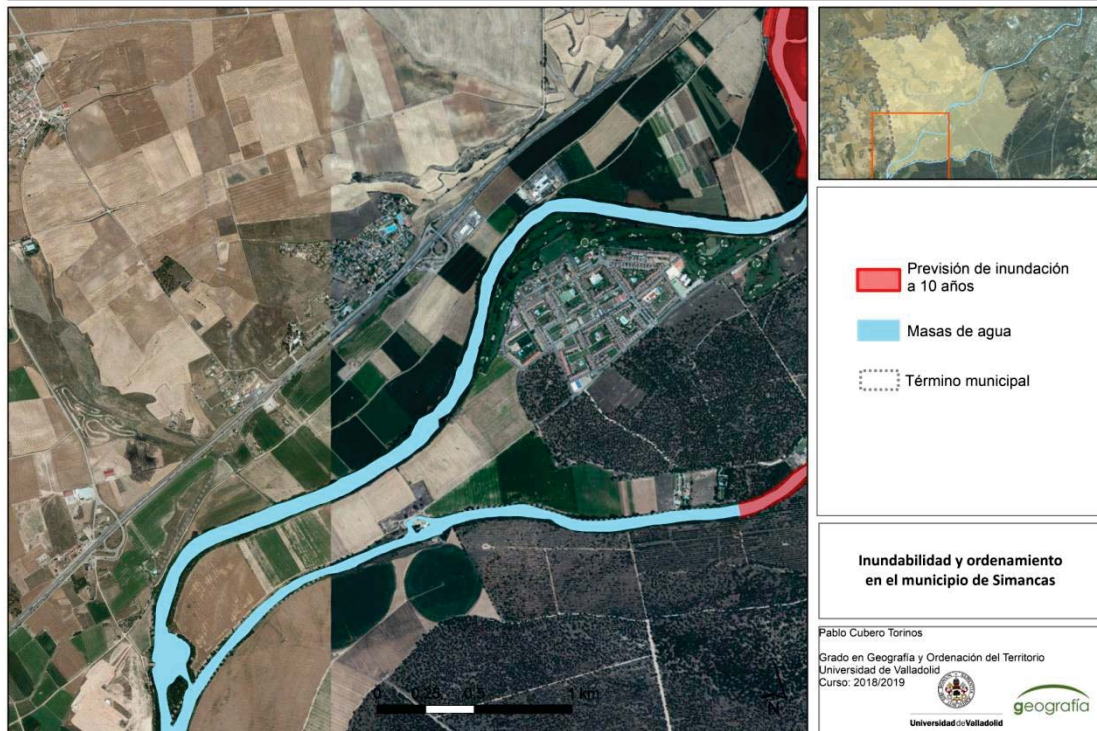 Previsión de inundación
a 10 años
Masas de agua
Término municipal
Inundabilidad y ordenamiento
en el municipio de Simancas
Pablo Cubero Torinos
Grado en Geografía y Ordenación del Territorio
Universidad de Valladolid
Curso: 2018/2019
Universidad de Valladolid
geografía
0 0.25 0.5 1 km
N